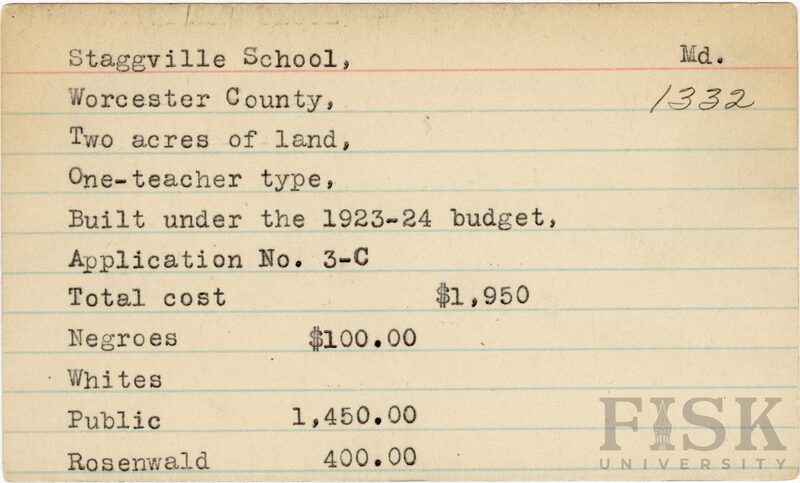 Staggville School, Md.
Worcester County, 1332
Two acres of land,
One-teacher type,
Built under the 1923-24 budget,
Application No. 3-C
Total cost $1,950
Negroes $100.00
Whites
Public 1,450.00
Rosenwald 400.00
FISK
UNIVERSITY